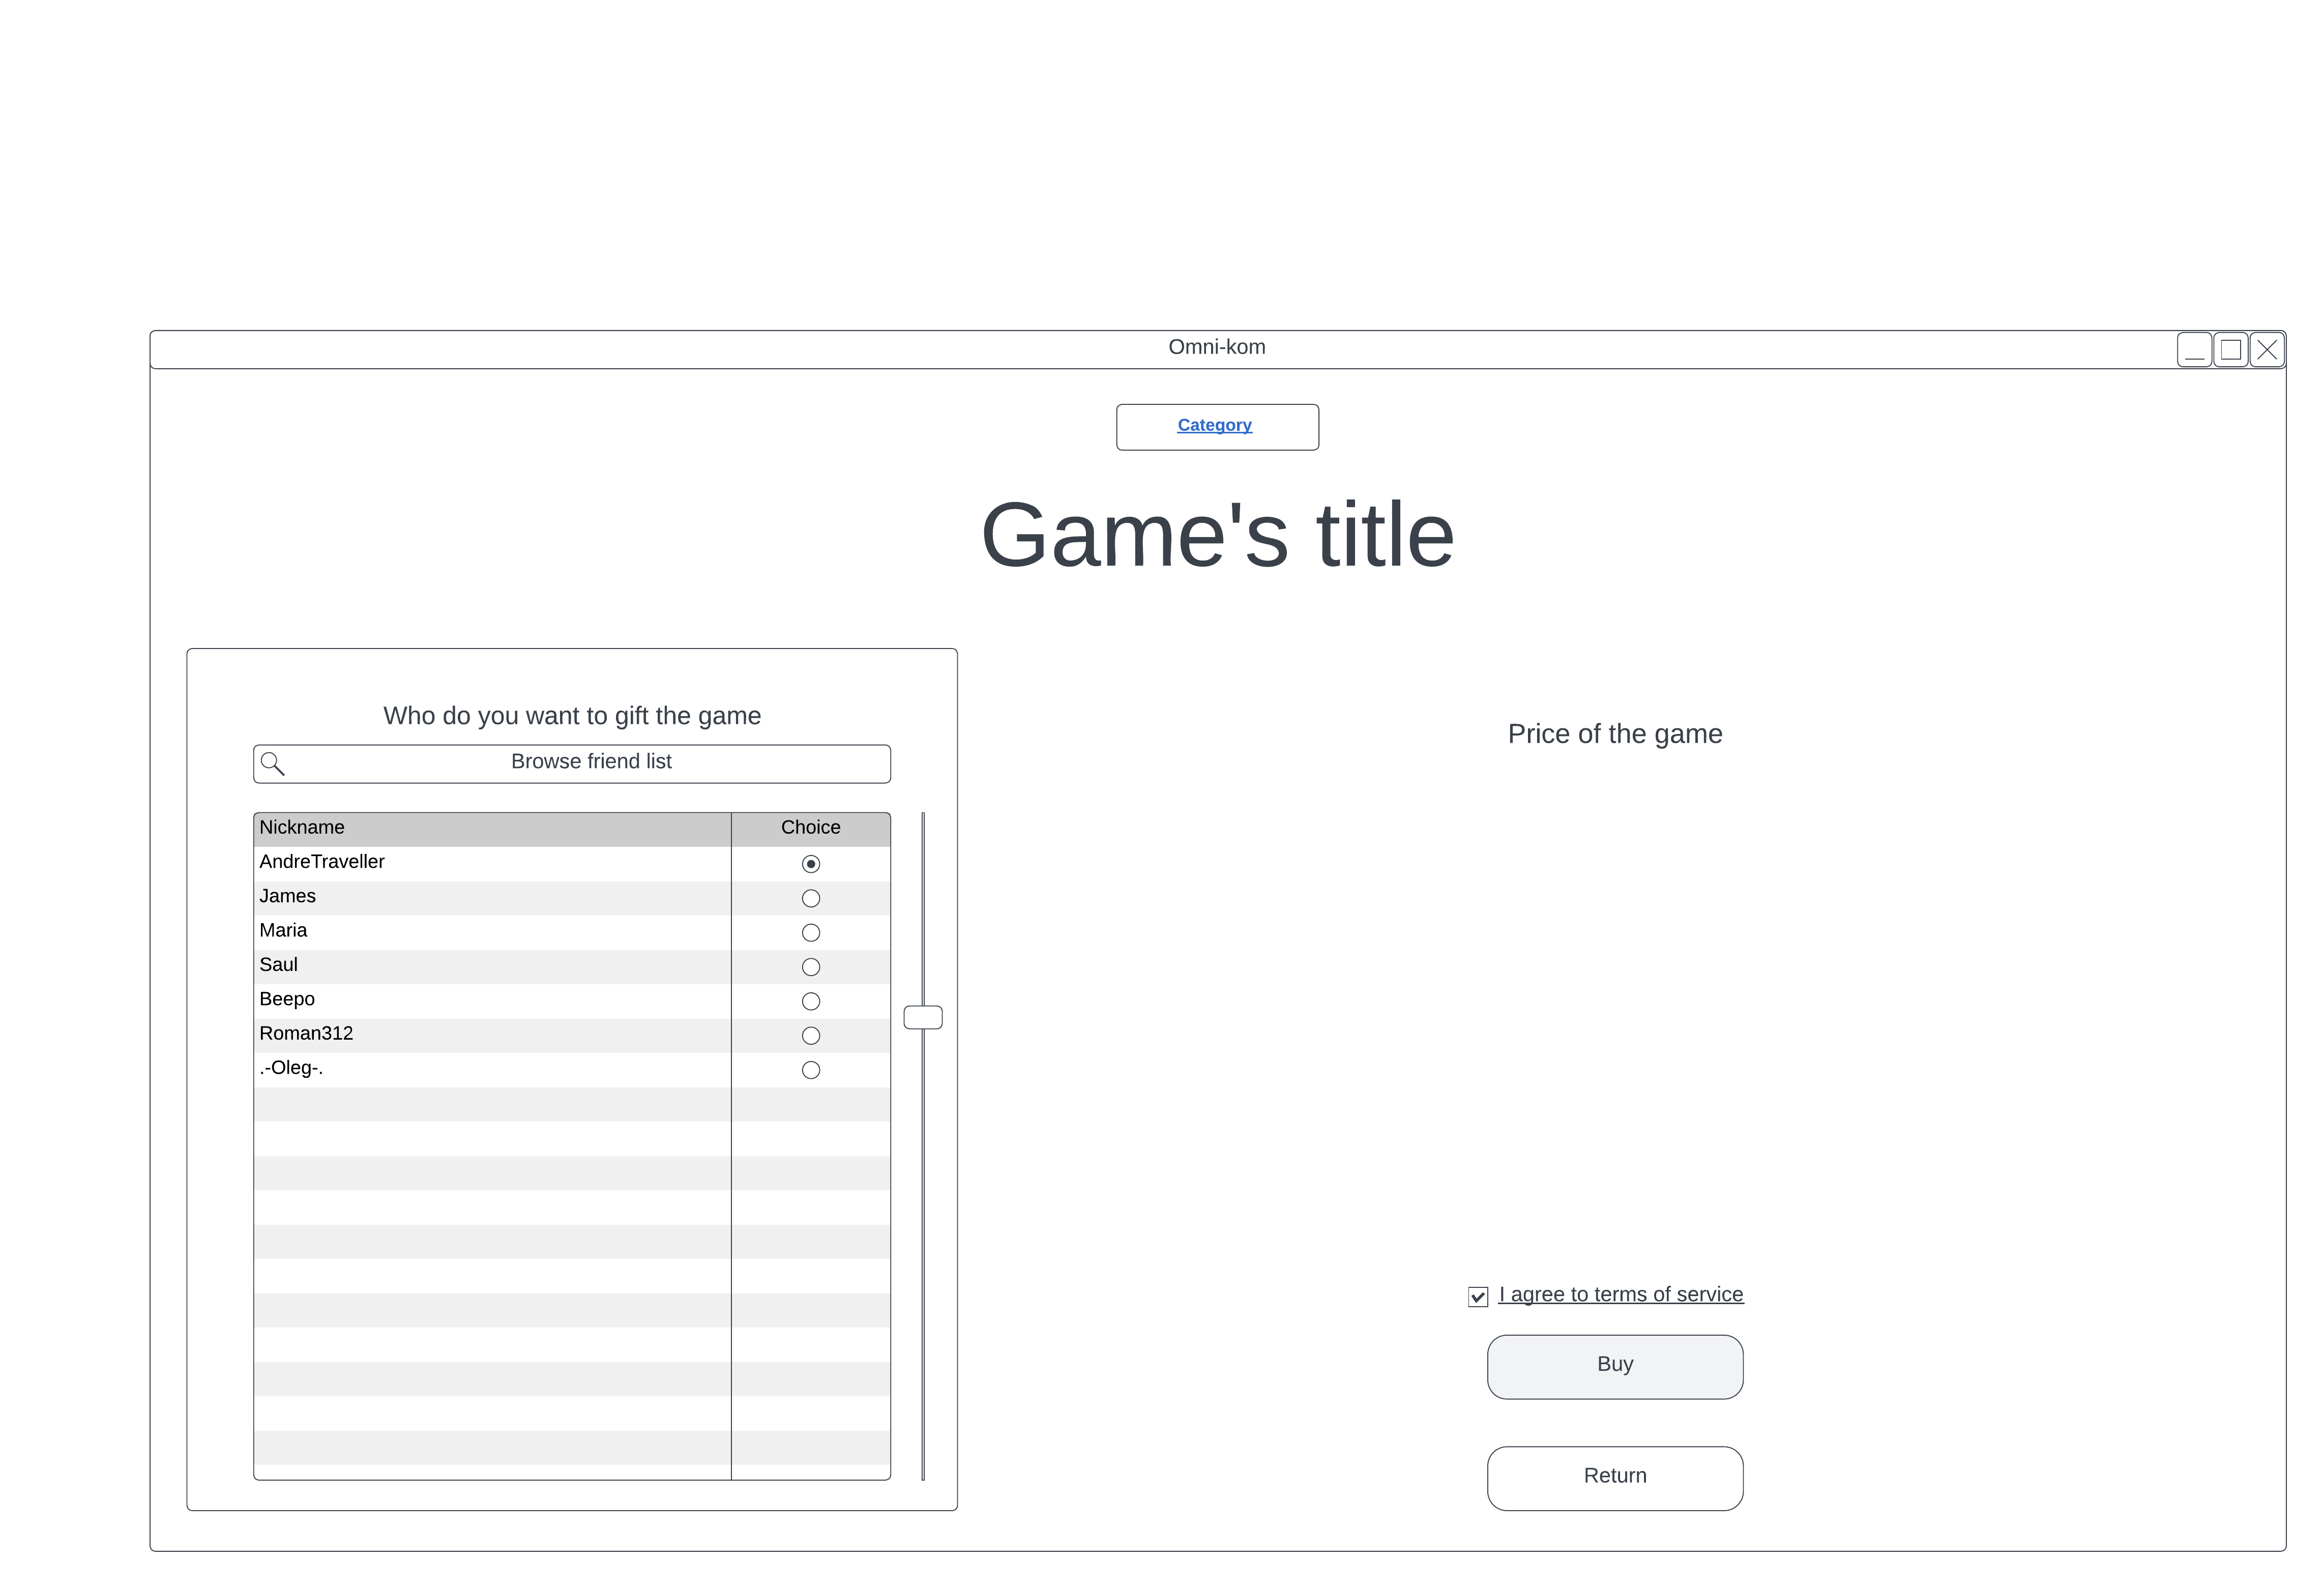 Omni-kom
Category
Game's title
Who do you want to gift the game
Browse friend list
Nickname Choice
AndreTraveller
James
Maria
Saul
Beepo
Roman312
.-Oleg-.
Price of the game
I agree to terms of service
Buy
Return